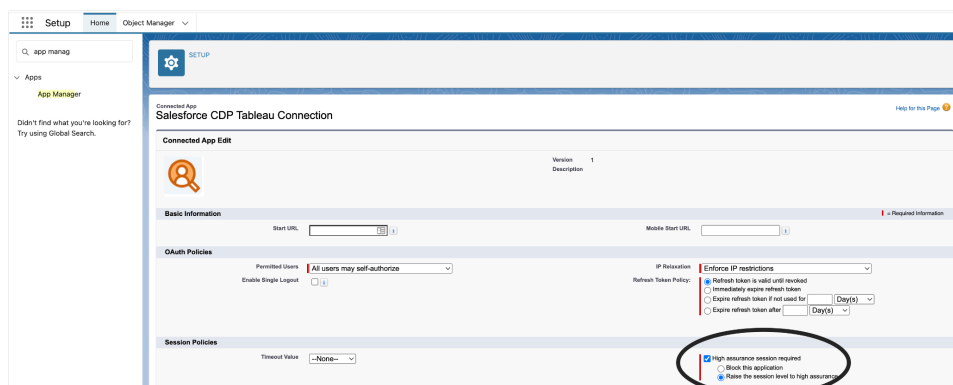 Setup Home Object Manager
app manag
Apps
App Manager
Didn't find what you're looking for?
Try using Global Search.
SETUP
Connected App
Salesforce CDP Tableau Connection
Help for this Page
Connected App Edit
Version 1
Description
Basic Information
= Required Information
Start URL
Mobile Start URL
OAuth Policies
Permitted Users All users may self-authorize
IP Relaxation Enforce IP restrictions
Enable Single Logout
Refresh Token Policy: Refresh token is valid until revoked
Immediately expire refresh token
Expire refresh token if not used for Day(s)
Expire refresh token after Day(s)
Session Policies
Timeout Value --None--
High assurance session required
Block this application
Raise the session level to high assurance